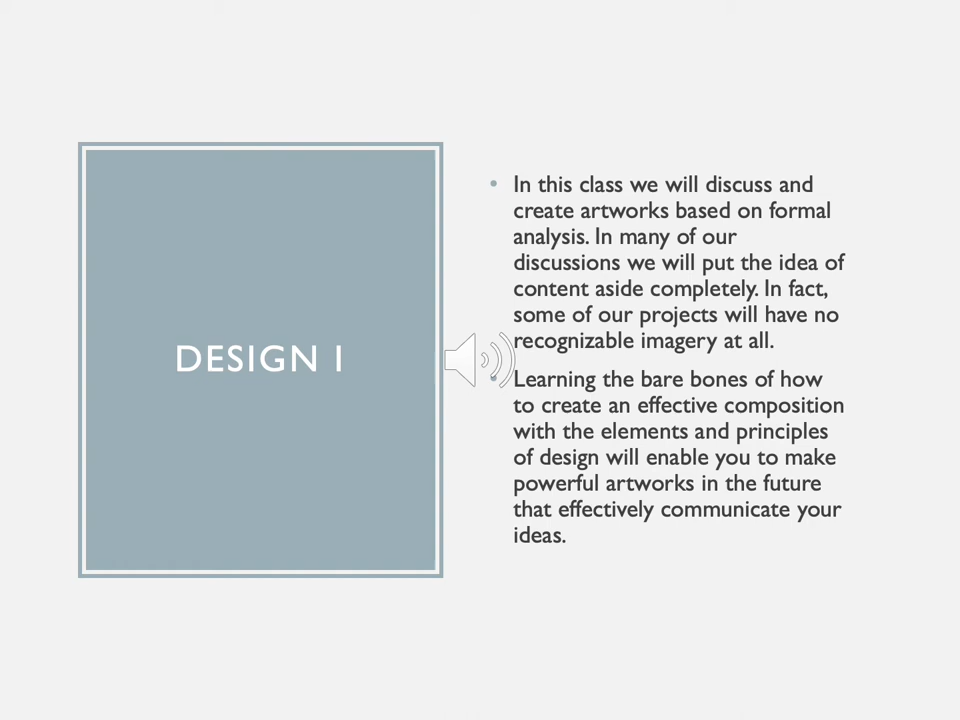 DESIGN I
• In this class we will discuss and
create artworks based on formal
analysis. In many of our
discussions we will put the idea of
content aside completely. In fact,
some of our projects will have no
recognizable imagery at all.
• Learning the bare bones of how
to create an effective composition
with the elements and principles
of design will enable you to make
powerful artworks in the future
that effectively communicate your
ideas.